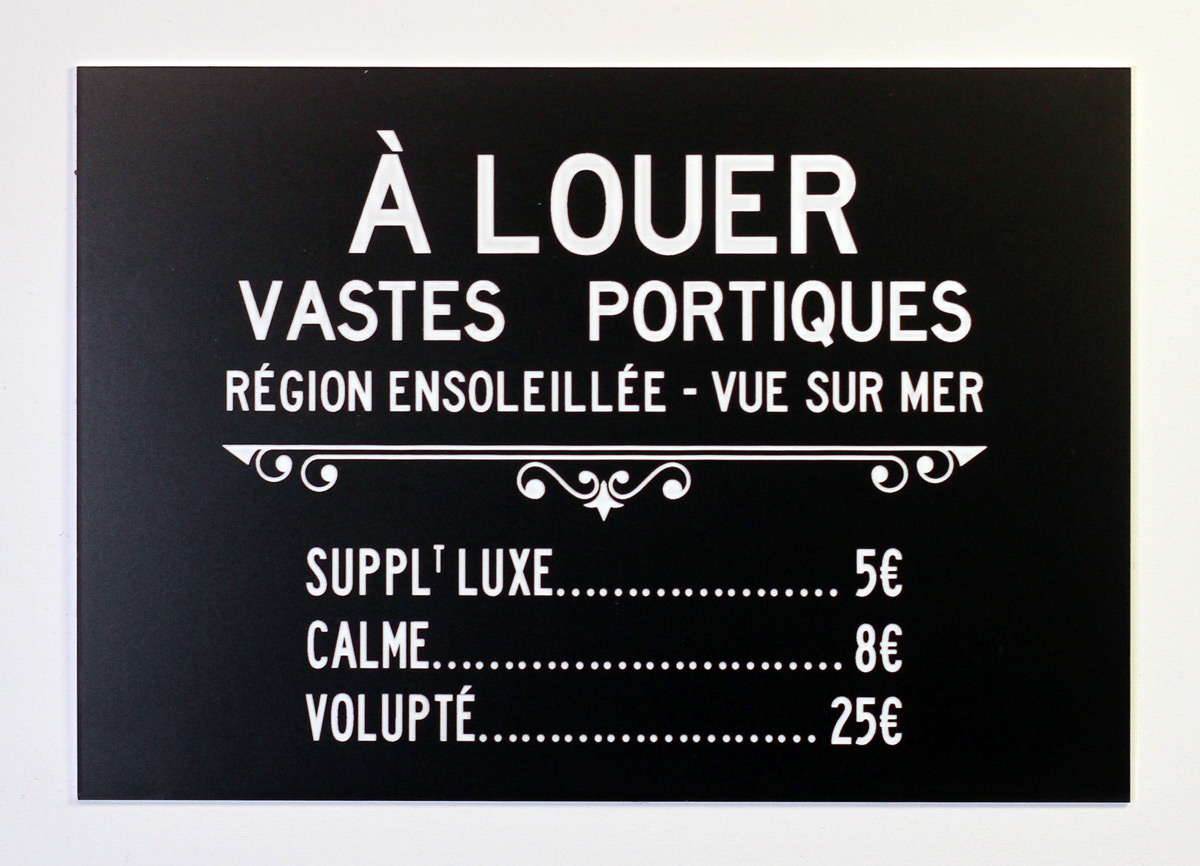 À LOUER
VASTES PORTIQUES
RÉGION ENSOLEILLÉE - VUE SUR MER
SUPPLᵀ LUXE.................... 5€
CALME............................. 8€
VOLUPTÉ........................ 25€